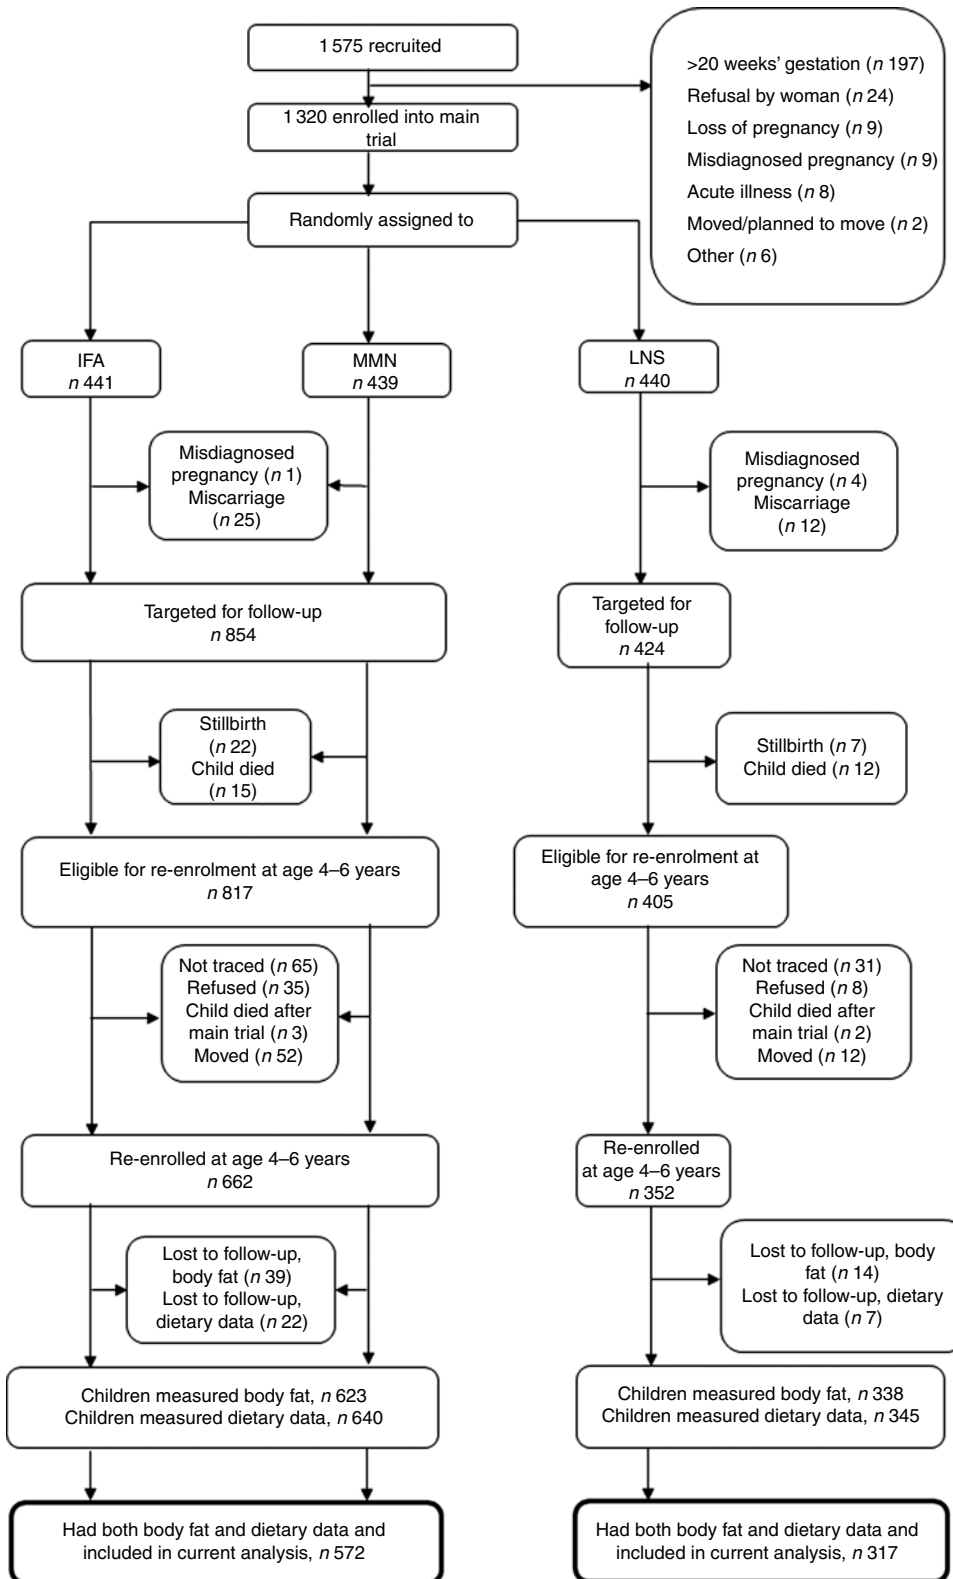 1575 recruited
>20 weeks' gestation (n 197)
Refusal by woman (n 24)
Loss of pregnancy (n 9)
Misdiagnosed pregnancy (n 9)
Acute illness (n 8)
Moved/planned to move (n 2)
Other (n 6)
1320 enrolled into main
trial
Randomly assigned to
IFA
n 441
MMN
n 439
LNS
n 440
Misdiagnosed
pregnancy (n 1)
Miscarriage
(n 25)
Misdiagnosed
pregnancy (n 4)
Miscarriage
(n 12)
Targeted for follow-up
n 854
Targeted for
follow-up
n 424
Stillbirth
(n 22)
Child died
(n 15)
Stillbirth (n 7)
Child died (n 12)
Eligible for re-enrolment at age 4–6 years
n 817
Eligible for re-enrolment at
age 4–6 years
n 405
Not traced (n 65)
Refused (n 35)
Child died after
main trial (n 3)
Moved (n 52)
Not traced (n 31)
Refused (n 8)
Child died after
main trial (n 2)
Moved (n 12)
Re-enrolled at age 4–6 years
n 662
Re-enrolled
at age 4–6 years
n 352
Lost to follow-up,
body fat (n 39)
Lost to follow-up,
dietary data (n 22)
Lost to follow-up, body
fat (n 14)
Lost to follow-up, dietary
data (n 7)
Children measured body fat, n 623
Children measured dietary data, n 640
Children measured body fat, n 338
Children measured dietary data, n 345
Had both body fat and dietary data and
included in current analysis, n 572
Had both body fat and dietary data and
included in current analysis, n 317